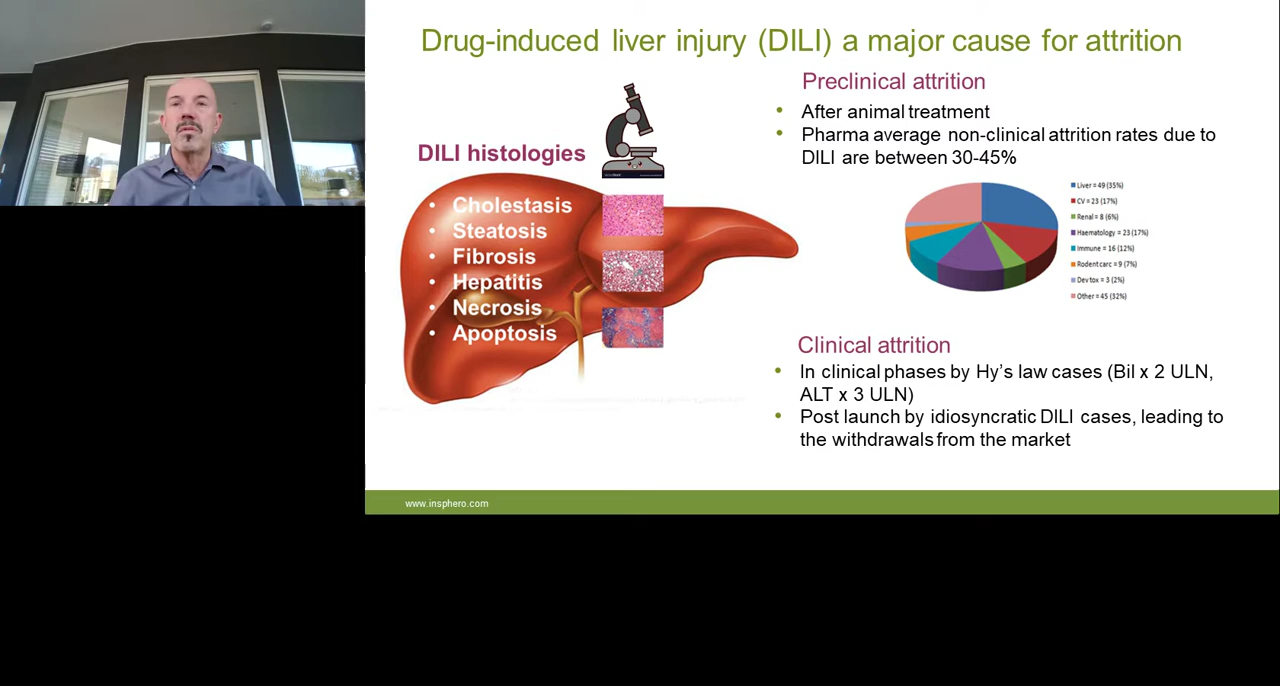 Drug-induced liver injury (DILI) a major cause for attrition
DILI histologies
• Cholestasis
• Steatosis
• Fibrosis
• Hepatitis
• Necrosis
• Apoptosis
Preclinical attrition
• After animal treatment
• Pharma average non-clinical attrition rates due to
DILI are between 30-45%
Liver = 49 (35%)
CV = 23 (17%)
Renal = 8 (6%)
Haematology = 23 (17%)
Immune = 16 (12%)
Rodent carc = 9 (7%)
Dev tox = 3 (2%)
Other = 45 (32%)
Clinical attrition
• In clinical phases by Hy's law cases (Bil x 2 ULN,
ALT x 3 ULN)
• Post launch by idiosyncratic DILI cases, leading to
the withdrawals from the market
www.insphero.com